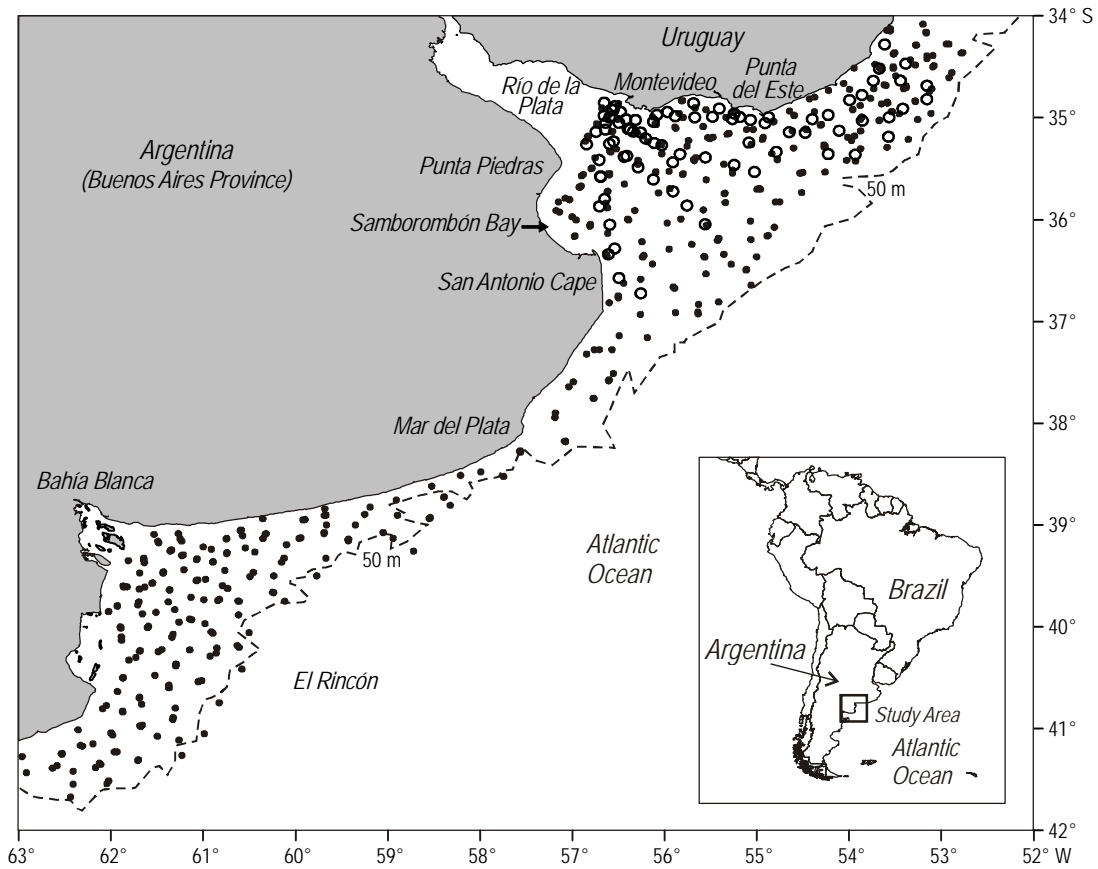 34° S
Uruguay
Montevideo
Punta
del Este
Río de la
Plata
35°
Argentina
(Buenos Aires Province)
Punta Piedras
50 m
Samborombón Bay
36°
San Antonio Cape
37°
Mar del Plata
38°
Bahía Blanca
39°
50 m
Atlantic
Ocean
Brazil
40°
Argentina
El Rincón
Study Area
41°
Atlantic
Ocean
42°
63° 62° 61° 60° 59° 58° 57° 56° 55° 54° 53° 52° W